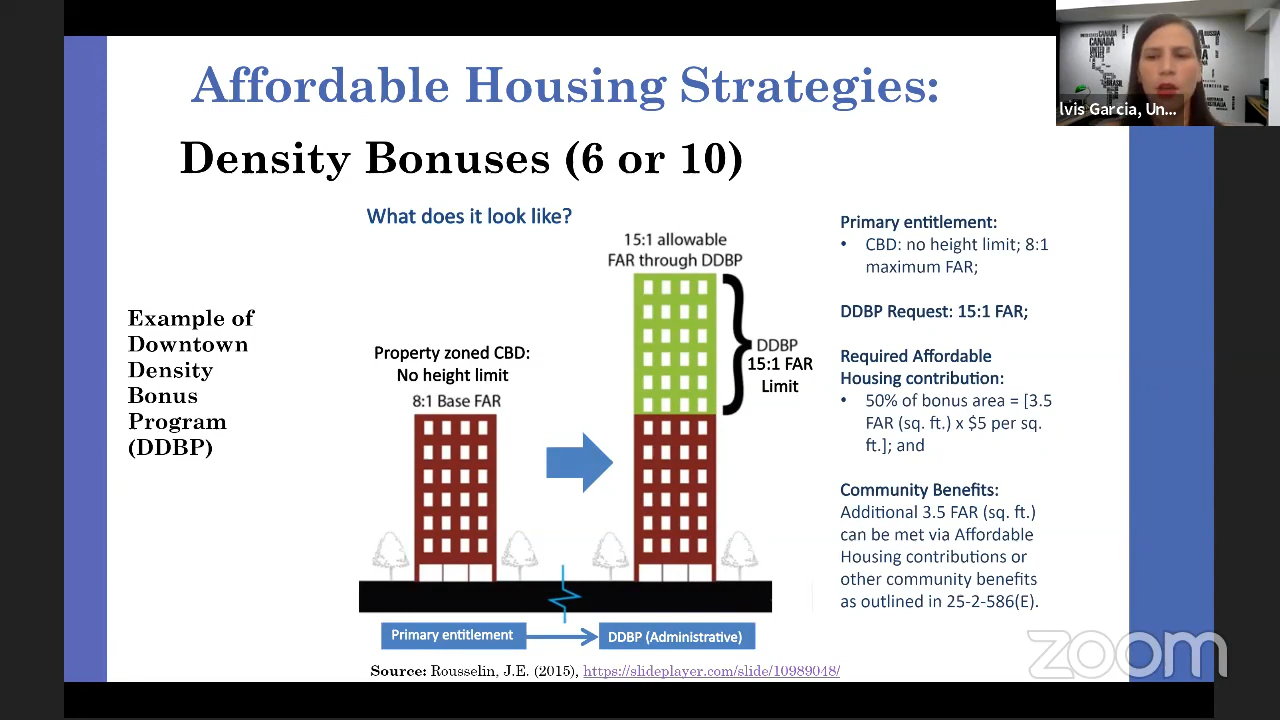 Affordable Housing Strategies:
Density Bonuses (6 or 10)
What does it look like?
Example of
Downtown
Density
Bonus
Program
(DDBP)
Property zoned CBD:
No height limit
8:1 Base FAR
15:1 allowable
FAR through DDBP
DDBP
15:1 FAR
Limit
Primary entitlement:
• CBD: no height limit; 8:1
maximum FAR;
DDBP Request: 15:1 FAR;
Required Affordable
Housing contribution:
• 50% of bonus area = [3.5
FAR (sq. ft.) x $5 per sq.
ft.]; and
Community Benefits:
Additional 3.5 FAR (sq. ft.)
can be met via Affordable
Housing contributions or
other community benefits
as outlined in 25-2-586(E).
Primary entitlement
DDBP (Administrative)
Source: Rousselin, J.E. (2015), https://slideplayer.com/slide/10989048/
lvis Garcia, Un...
CANADA
zoom